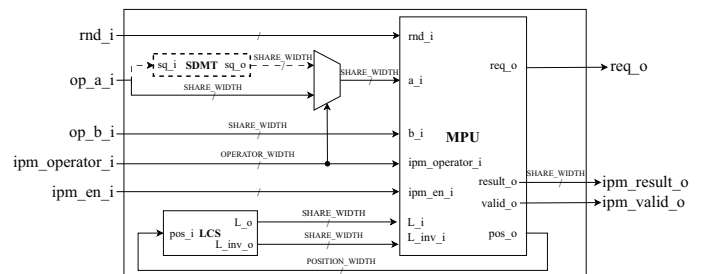 rnd_i
rnd_i
SHARE_WIDTH
sq_i SDMT sq_o
req_o
req_o
SHARE_WIDTH
op_a_i
a_i
SHARE_WIDTH
op_b_i
SHARE_WIDTH
b_i
MPU
ipm_operator_i
OPERATOR_WIDTH
ipm_operator_i
SHARE_WIDTH
result_o
ipm_result_o
ipm_en_i
ipm_en_i
valid_o
ipm_valid_o
SHARE_WIDTH
L_o
L_i
pos_i LCS
pos_o
SHARE_WIDTH
L_inv_o
L_inv_i
POSITION_WIDTH